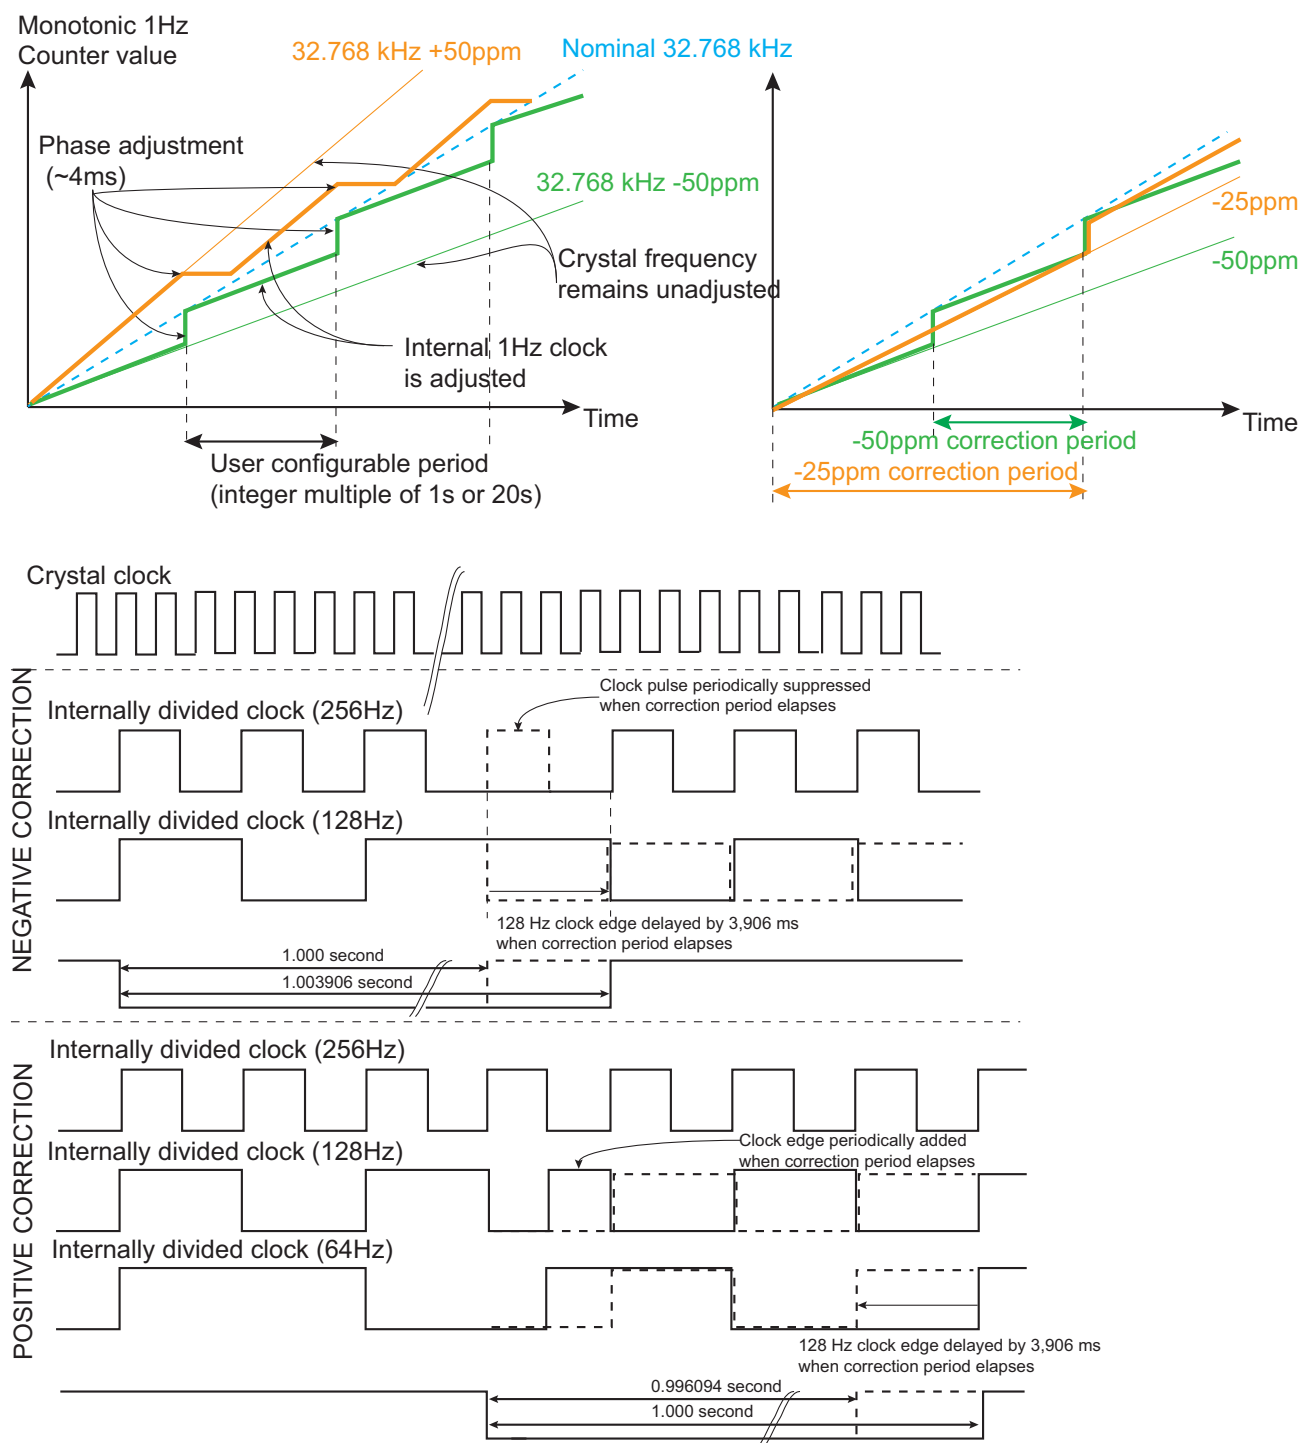 Monotonic 1Hz
Counter value
32.768 kHz +50ppm
Nominal 32.768 kHz
Phase adjustment
(~4ms)
32.768 kHz -50ppm
Crystal frequency
remains unadjusted
Internal 1Hz clock
is adjusted
Time
User configurable period
(integer multiple of 1s or 20s)
-25ppm
-50ppm
Time
-50ppm correction period
-25ppm correction period
Crystal clock
NEGATIVE CORRECTION
Clock pulse periodically suppressed
when correction period elapses
Internally divided clock (256Hz)
Internally divided clock (128Hz)
128 Hz clock edge delayed by 3,906 ms
when correction period elapses
1.000 second
1.003906 second
POSITIVE CORRECTION
Internally divided clock (256Hz)
Internally divided clock (128Hz)
Clock edge periodically added
when correction period elapses
Internally divided clock (64Hz)
128 Hz clock edge delayed by 3,906 ms
when correction period elapses
0.996094 second
1.000 second